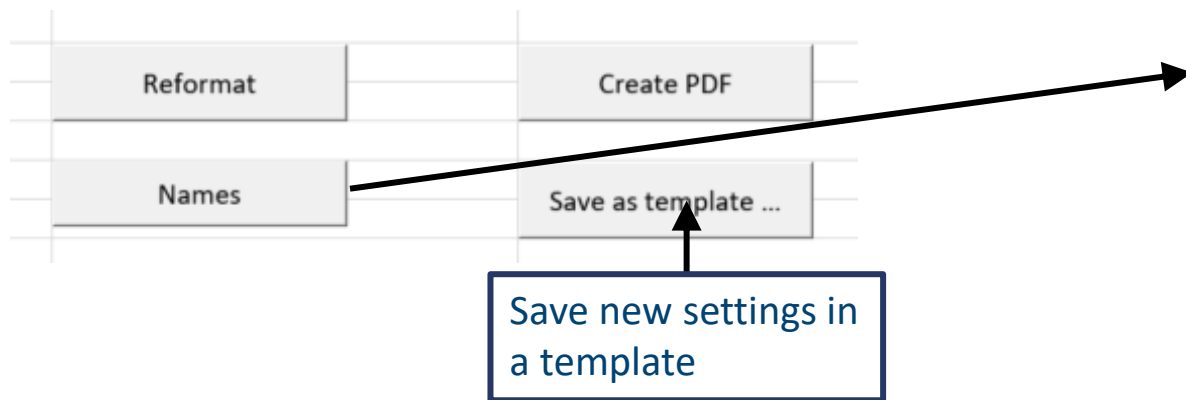 Reformat
Create PDF
Names
Save as template ...
Save new settings in
a template